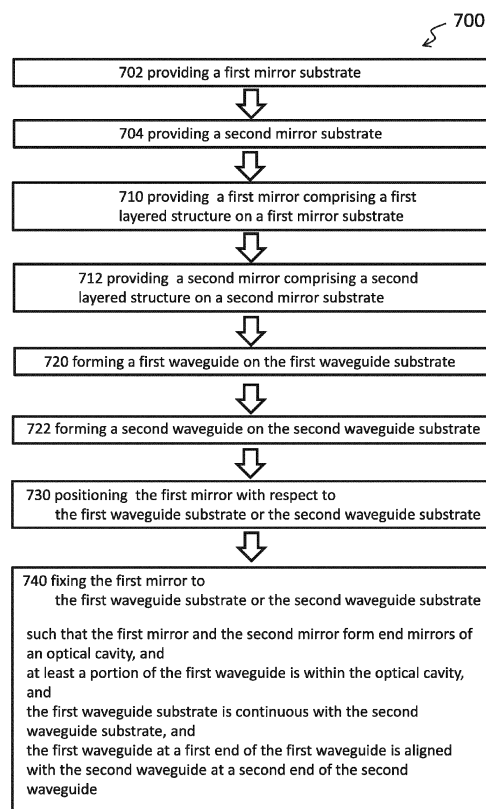 700
702 providing a first mirror substrate
704 providing a second mirror substrate
710 providing a first mirror comprising a first
layered structure on a first mirror substrate
712 providing a second mirror comprising a second
layered structure on a second mirror substrate
720 forming a first waveguide on the first waveguide substrate
722 forming a second waveguide on the second waveguide substrate
730 positioning the first mirror with respect to
the first waveguide substrate or the second waveguide substrate
740 fixing the first mirror to
the first waveguide substrate or the second waveguide substrate
such that the first mirror and the second mirror form end mirrors of
an optical cavity, and
at least a portion of the first waveguide is within the optical cavity,
and
the first waveguide substrate is continuous with the second
waveguide substrate, and
the first waveguide at a first end of the first waveguide is aligned
with the second waveguide at a second end of the second
waveguide